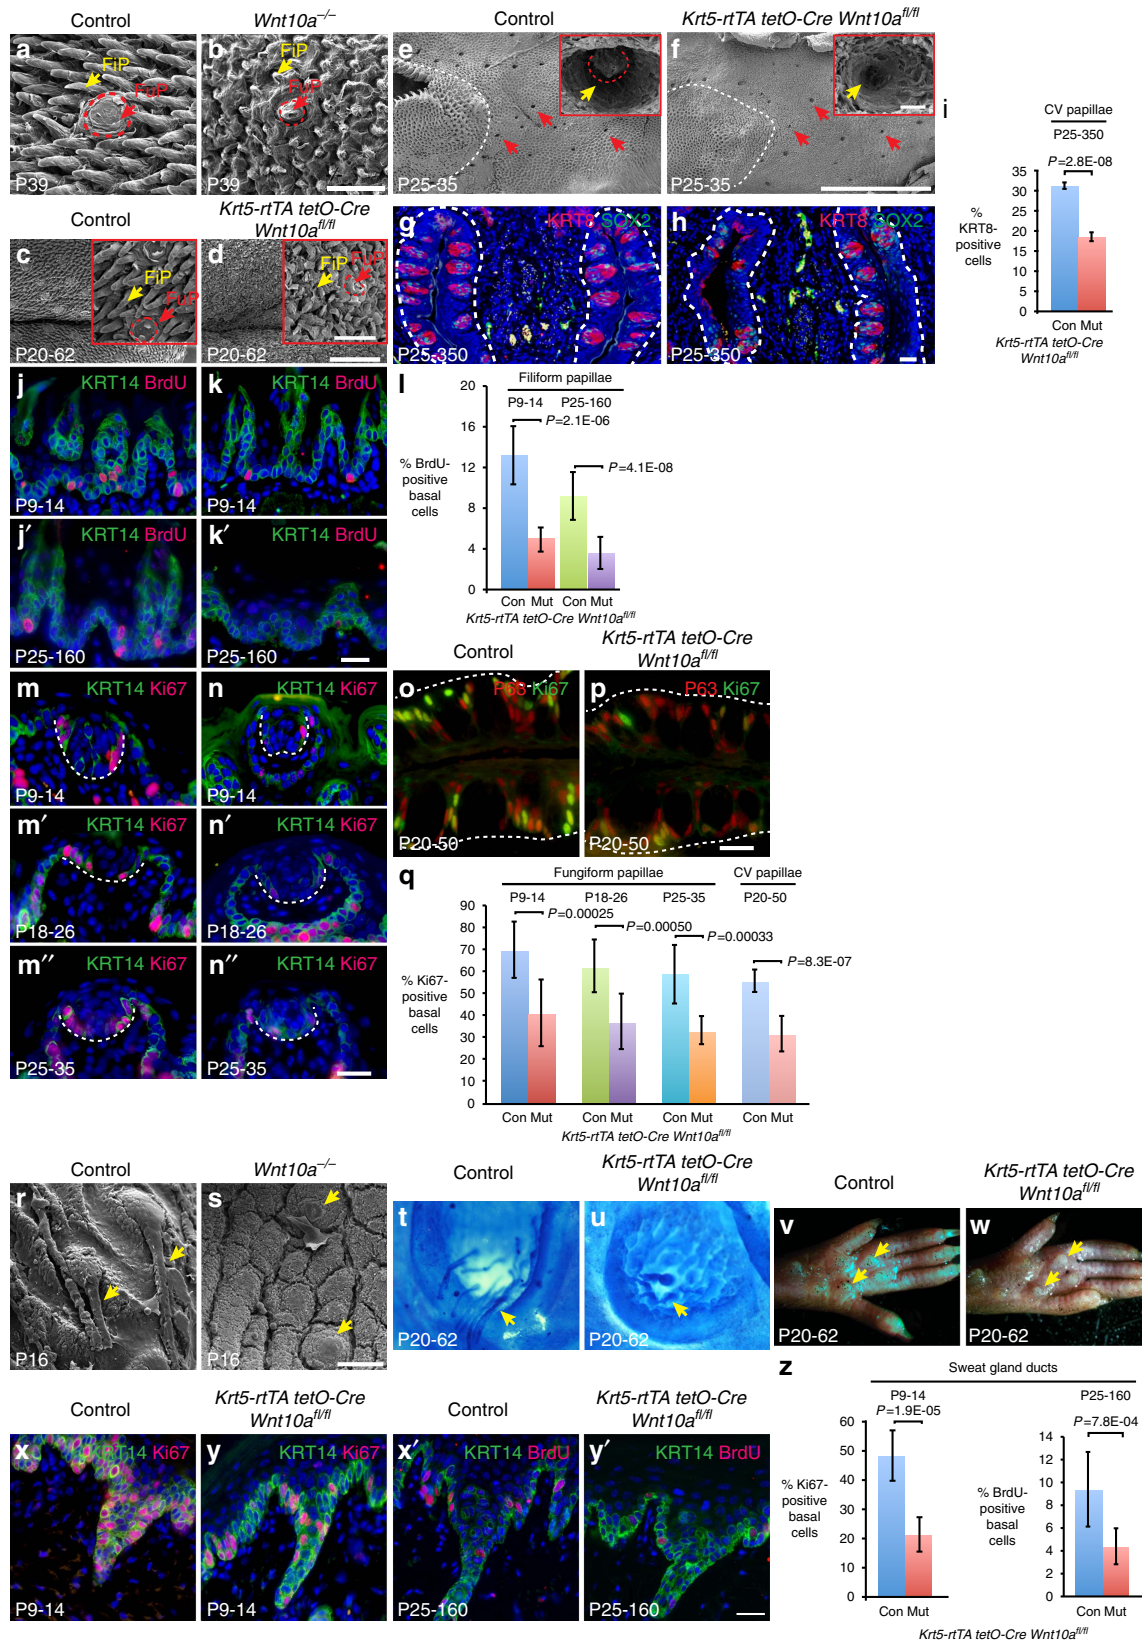 Control
Wnt10a–/–
Control
Krt5-rtTA tetO-Cre Wnt10afl/fl
a
FiP
FuP
P39
b
FiP
FuP
P39
e
P25-35
f
P25-35
i
CV papillae
P25-350
P=2.8E-08
35
30
25
20
15
10
5
0
%
KRT8-
positive
cells
Con Mut
Krt5-rtTA tetO-Cre
Wnt10afl/fl
Control
Krt5-rtTA tetO-Cre
Wnt10afl/fl
c
FiP
FuP
P20-62
d
FiP
FuP
P20-62
g
KRT8 SOX2
P25-350
h
KRT8 SOX2
P25-350
j
KRT14 BrdU
P9-14
k
KRT14 BrdU
P9-14
j′
KRT14 BrdU
P25-160
k′
KRT14 BrdU
P25-160
l
Filiform papillae
P9-14
P25-160
P=2.1E-06
P=4.1E-08
20
16
12
8
4
0
% BrdU-
positive
basal
cells
Con Mut
Con Mut
Krt5-rtTA tetO-Cre Wnt10afl/fl
m
KRT14 Ki67
P9-14
n
KRT14 Ki67
P9-14
m′
KRT14 Ki67
P18-26
n′
KRT14 Ki67
P18-26
m″
KRT14 Ki67
P25-35
n″
KRT14 Ki67
P25-35
Control
Krt5-rtTA tetO-Cre
Wnt10afl/fl
o
P63 Ki67
P20-50
p
P63 Ki67
P20-50
q
Fungiform papillae
CV papillae
P9-14
P18-26
P25-35
P20-50
P=0.00025
P=0.00050
P=0.00033
P=8.3E-07
90
80
70
60
50
40
30
20
10
0
% Ki67-
positive
basal
cells
Con Mut
Con Mut
Con Mut
Con Mut
Krt5-rtTA tetO-Cre Wnt10afl/fl
Control
Wnt10a–/–
r
P16
s
P16
Control
Krt5-rtTA tetO-Cre
Wnt10afl/fl
t
P20-62
u
P20-62
Control
Krt5-rtTA tetO-Cre
Wnt10afl/fl
v
P20-62
w
P20-62
Control
Krt5-rtTA tetO-Cre
Wnt10afl/fl
Control
Krt5-rtTA tetO-Cre
Wnt10afl/fl
x
KRT14 Ki67
P9-14
y
KRT14 Ki67
P9-14
x′
KRT14 BrdU
P25-160
y′
KRT14 BrdU
P25-160
z
Sweat gland ducts
P9-14
P=1.9E-05
60
50
40
30
20
10
0
% Ki67-
positive
basal
cells
Con Mut
P25-160
P=7.8E-04
14
12
10
8
6
4
2
0
% BrdU-
positive
basal
cells
Con Mut
Krt5-rtTA tetO-Cre Wnt10afl/fl